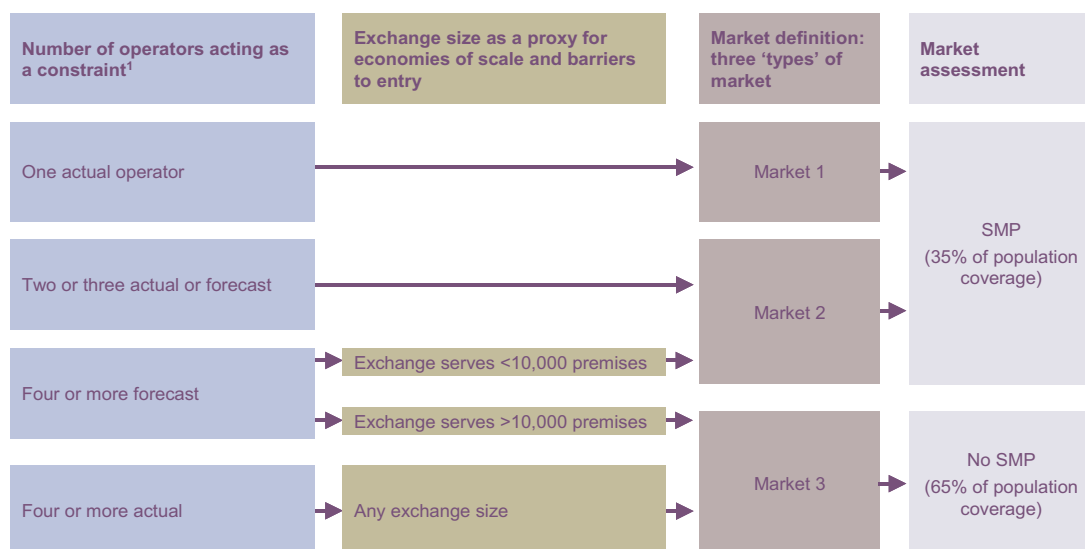 Number of operators acting as
a constraint¹
Exchange size as a proxy for
economies of scale and barriers
to entry
Market definition:
three ‘types’ of
market
Market
assessment
One actual operator
Market 1
SMP
(35% of population
coverage)
Two or three actual or forecast
Market 2
Four or more forecast
Exchange serves <10,000 premises
Exchange serves >10,000 premises
Market 3
No SMP
(65% of population
coverage)
Four or more actual
Any exchange size